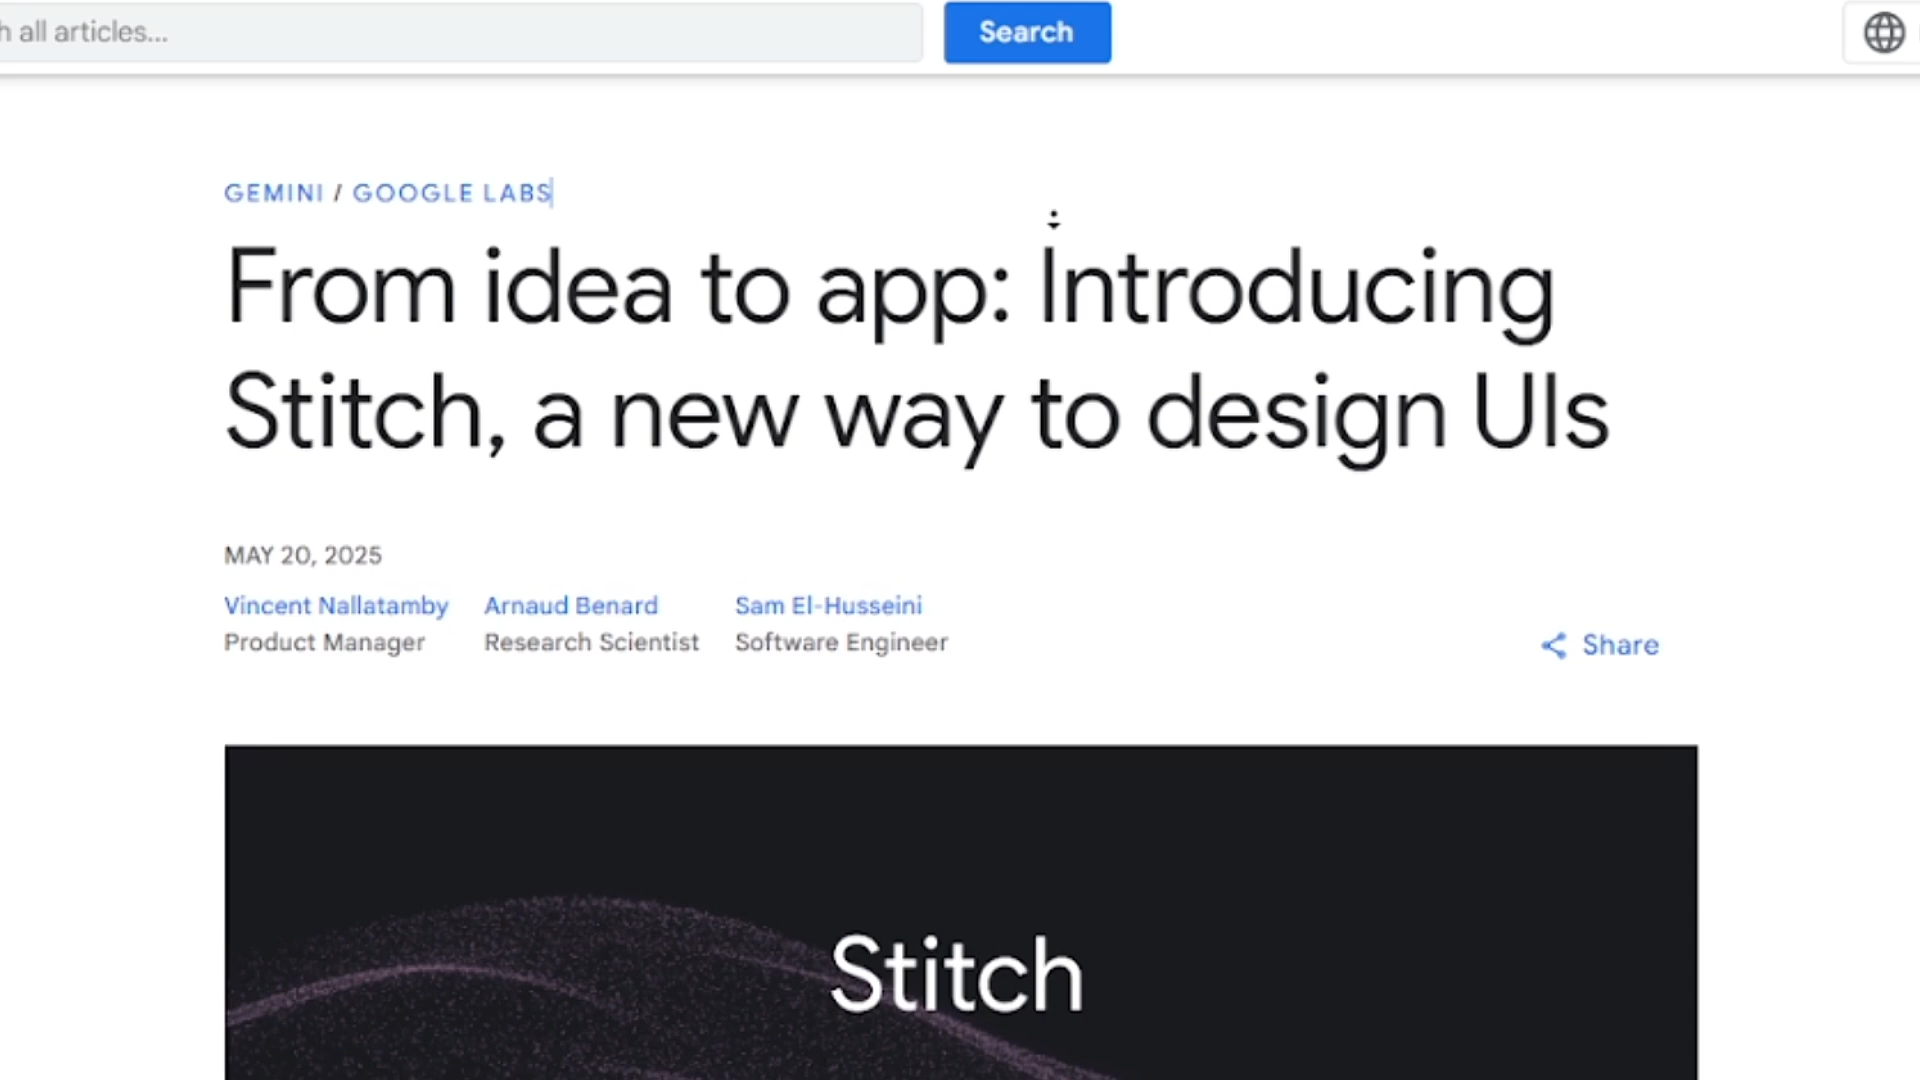 all articles...
Search
GEMINI / GOOGLE LABS
From idea to app: Introducing
Stitch, a new way to design UIs
MAY 20, 2025
Vincent Nallatamby Arnaud Benard Sam El-Husseini
Product Manager Research Scientist Software Engineer
Share
Stitch